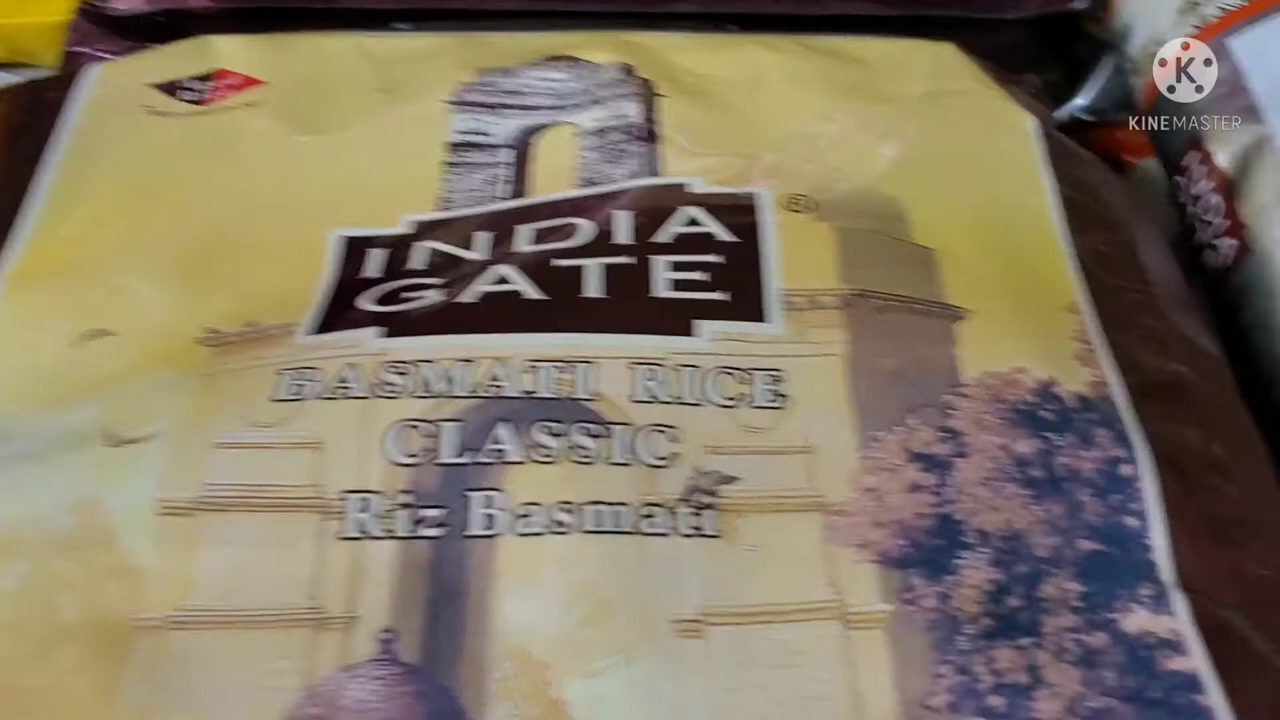 K
KINEMASTER
INDIA
GATE
®
BASMATI RICE
CLASSIC
Riz Basmati